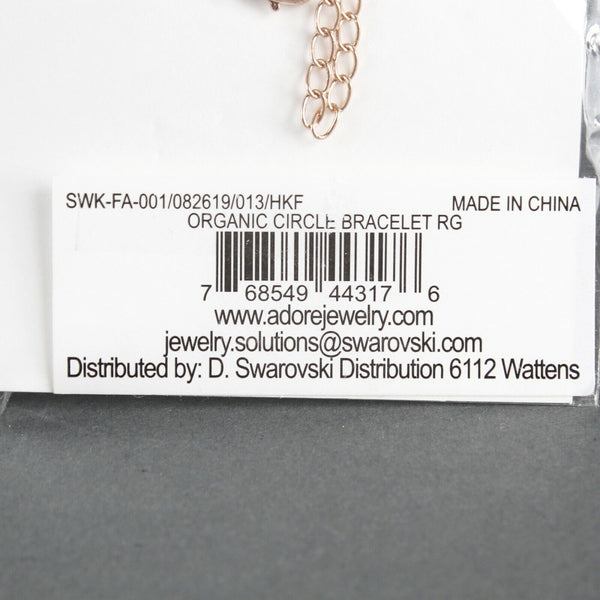 SWK-FA-001/082619/013/HKF MADE IN CHINA
ORGANIC CIRCLE BRACELET RG
7 68549 44317 6
www.adorejewelry.com
jewelry.solutions@swarovski.com
Distributed by: D. Swarovski Distribution 6112 Wattens